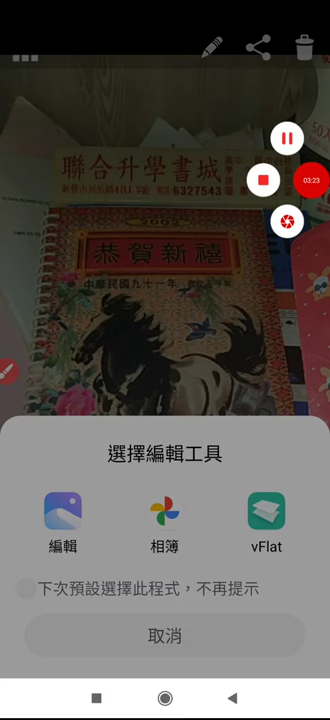 聯合升學書城
03:23
6327543
2002
恭賀新禧
中華民國九十一年
選擇編輯工具
編輯
相簿
vFlat
下次預設選擇此程式，不再提示
取消